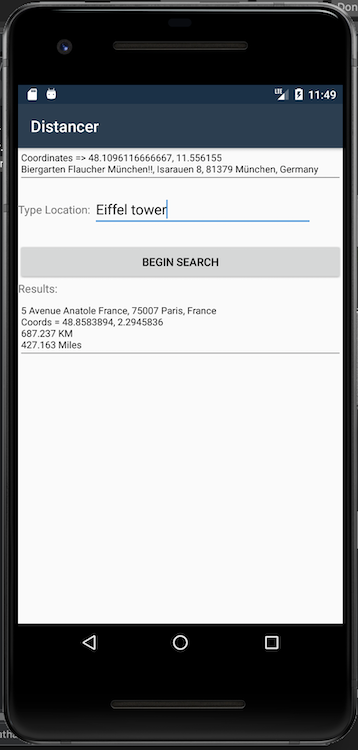 Don
LTE
11:49
Distancer
Coordinates => 48.1096116666667, 11.556155
Biergarten Flaucher München!!, Isarauen 8, 81379 München, Germany
Type Location: Eiffel tower
BEGIN SEARCH
Results:
5 Avenue Anatole France, 75007 Paris, France
Coords = 48.8583894, 2.2945836
687.237 KM
427.163 Miles